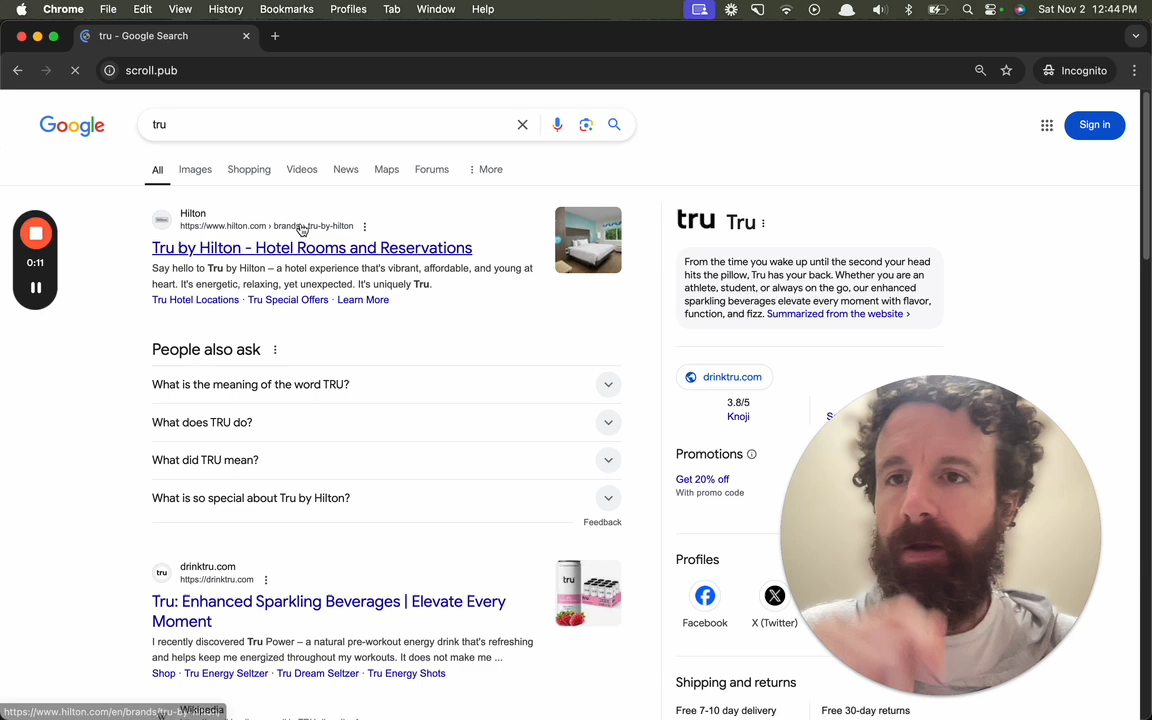 Chrome File Edit View History Bookmarks Profiles Tab Window Help
Sat Nov 2 12:44 PM
tru - Google Search
scroll.pub
Incognito
Google
tru
Sign in
All Images Shopping Videos News Maps Forums More
0:11
Hilton
https://www.hilton.com › brands › tru-by-hilton
Tru by Hilton - Hotel Rooms and Reservations
Say hello to Tru by Hilton – a hotel experience that's vibrant, affordable, and young at
heart. It's energetic, relaxing, yet unexpected. It's uniquely Tru.
Tru Hotel Locations · Tru Special Offers · Learn More
People also ask
What is the meaning of the word TRU?
What does TRU do?
What did TRU mean?
What is so special about Tru by Hilton?
Feedback
tru
drinktru.com
https://drinktru.com
Tru: Enhanced Sparkling Beverages | Elevate Every
Moment
I recently discovered Tru Power – a natural pre-workout energy drink that's refreshing
and helps keep me energized throughout my workouts. It does not make me ...
Shop · Tru Energy Seltzer · Tru Dream Seltzer · Tru Energy Shots
tru
Wikipedia
https://www.hilton.com/en/brands/tru-by-hilton/
tru Tru
From the time you wake up until the second your head
hits the pillow, Tru has your back. Whether you are an
athlete, student, or always on the go, our enhanced
sparkling beverages elevate every moment with flavor,
function, and fizz. Summarized from the website ›
drinktru.com
3.8/5
Knoji
Promotions
Get 20% off
With promo code
Profiles
Facebook
X (Twitter)
Shipping and returns
Free 7-10 day delivery
Free 30-day returns